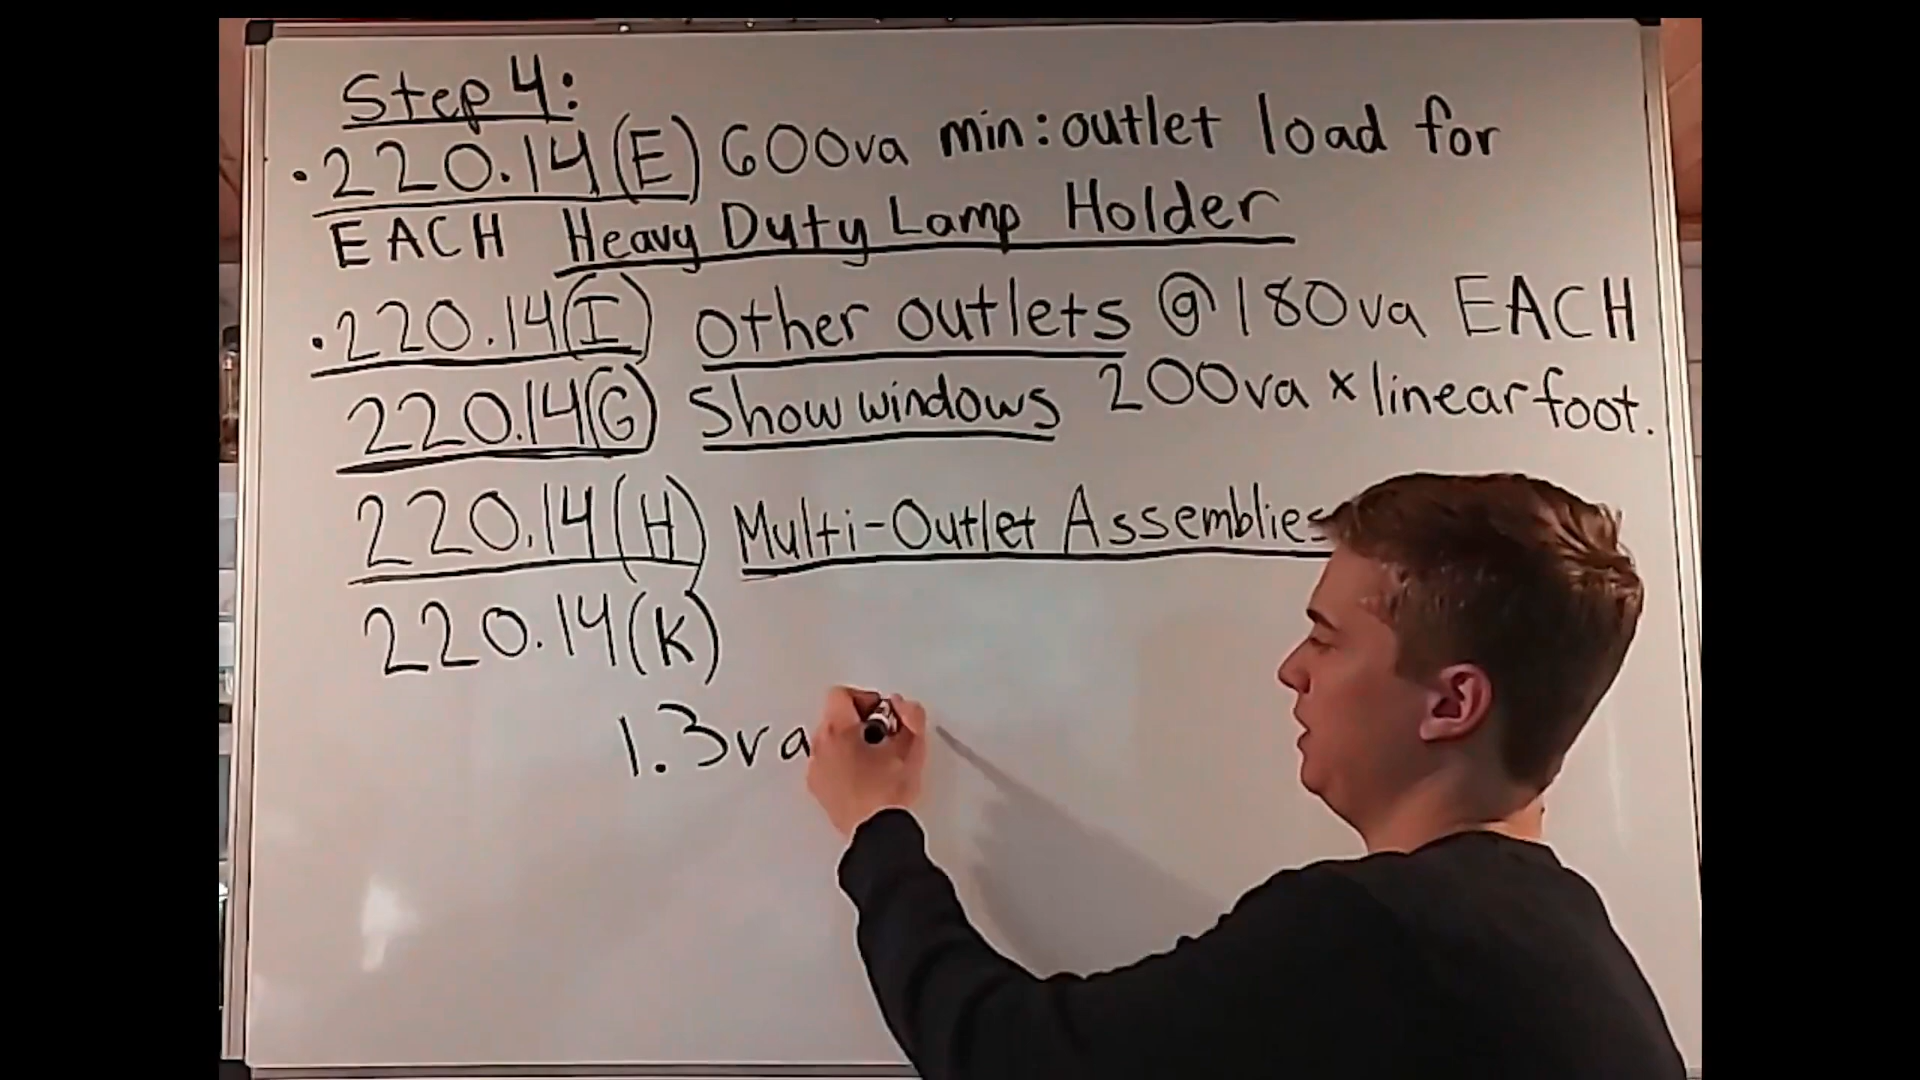 Step 4:
• 220.14(E) 600va min: outlet load for
EACH Heavy Duty Lamp Holder
• 220.14(I) other outlets @ 180va EACH
220.14(G) Show windows 200va x linear foot.
220.14(H) Multi-Outlet Assemblies
220.14(K)
1.3va